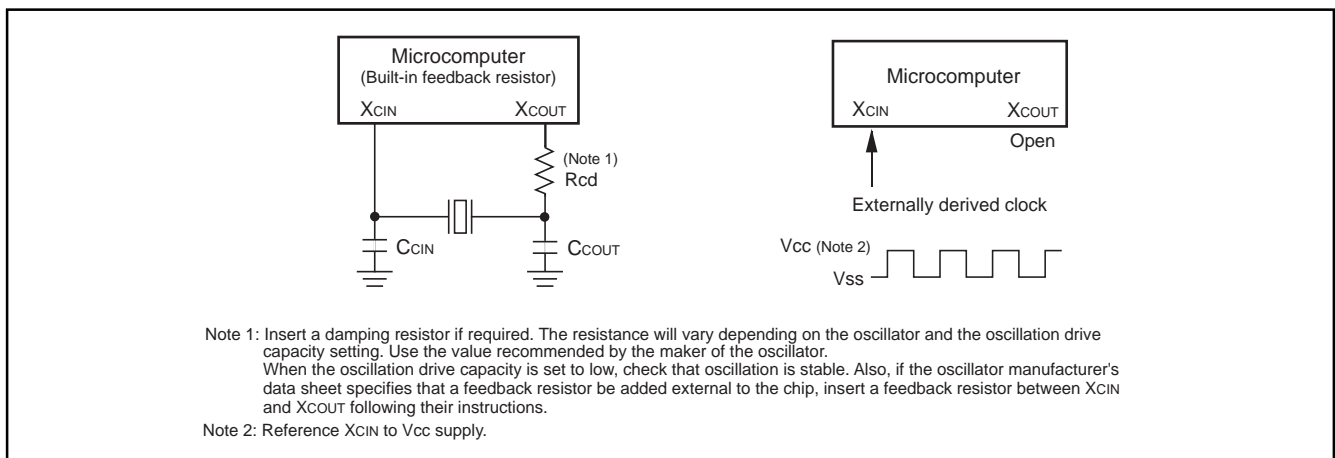 Microcomputer
(Built-in feedback resistor)
XCIN XCOUT
(Note 1)
Rcd
CCIN
CCOUT
Microcomputer
XCIN XCOUT
Open
Externally derived clock
Vcc (Note 2)
Vss
Note 1: Insert a damping resistor if required. The resistance will vary depending on the oscillator and the oscillation drive
capacity setting. Use the value recommended by the maker of the oscillator.
When the oscillation drive capacity is set to low, check that oscillation is stable. Also, if the oscillator manufacturer's
data sheet specifies that a feedback resistor be added external to the chip, insert a feedback resistor between XCIN
and XCOUT following their instructions.
Note 2: Reference XCIN to Vcc supply.